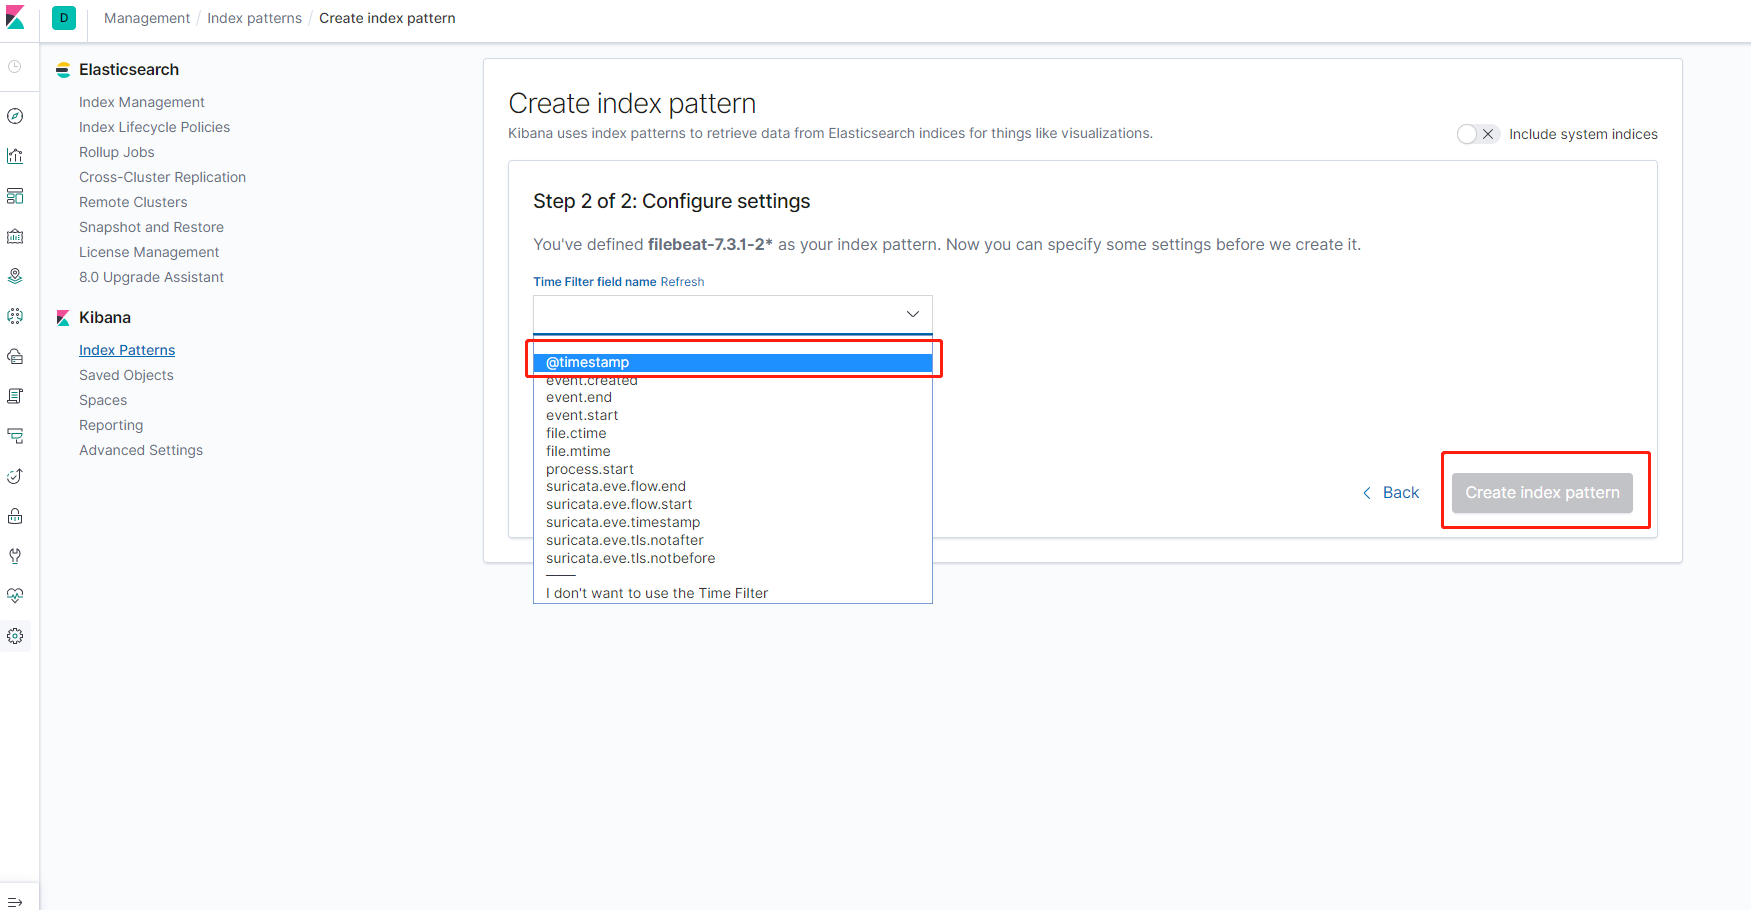 D Management / Index patterns / Create index pattern
Elasticsearch
Index Management
Index Lifecycle Policies
Rollup Jobs
Cross-Cluster Replication
Remote Clusters
Snapshot and Restore
License Management
8.0 Upgrade Assistant
Kibana
Index Patterns
Saved Objects
Spaces
Reporting
Advanced Settings
Create index pattern
Kibana uses index patterns to retrieve data from Elasticsearch indices for things like visualizations.
Include system indices
Step 2 of 2: Configure settings
You've defined filebeat-7.3.1-2* as your index pattern. Now you can specify some settings before we create it.
Time Filter field name Refresh
@timestamp
event.created
event.end
event.start
file.ctime
file.mtime
process.start
suricata.eve.flow.end
suricata.eve.flow.start
suricata.eve.timestamp
suricata.eve.tls.notafter
suricata.eve.tls.notbefore
I don't want to use the Time Filter
Back
Create index pattern